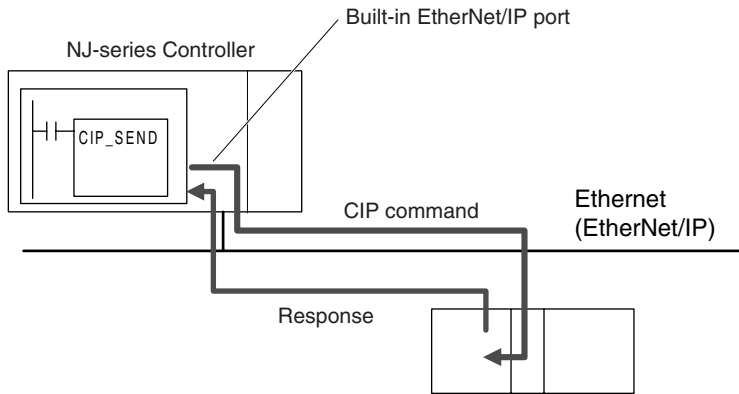 Built-in EtherNet/IP port
NJ-series Controller
CIP_SEND
CIP command
Ethernet
(EtherNet/IP)
Response